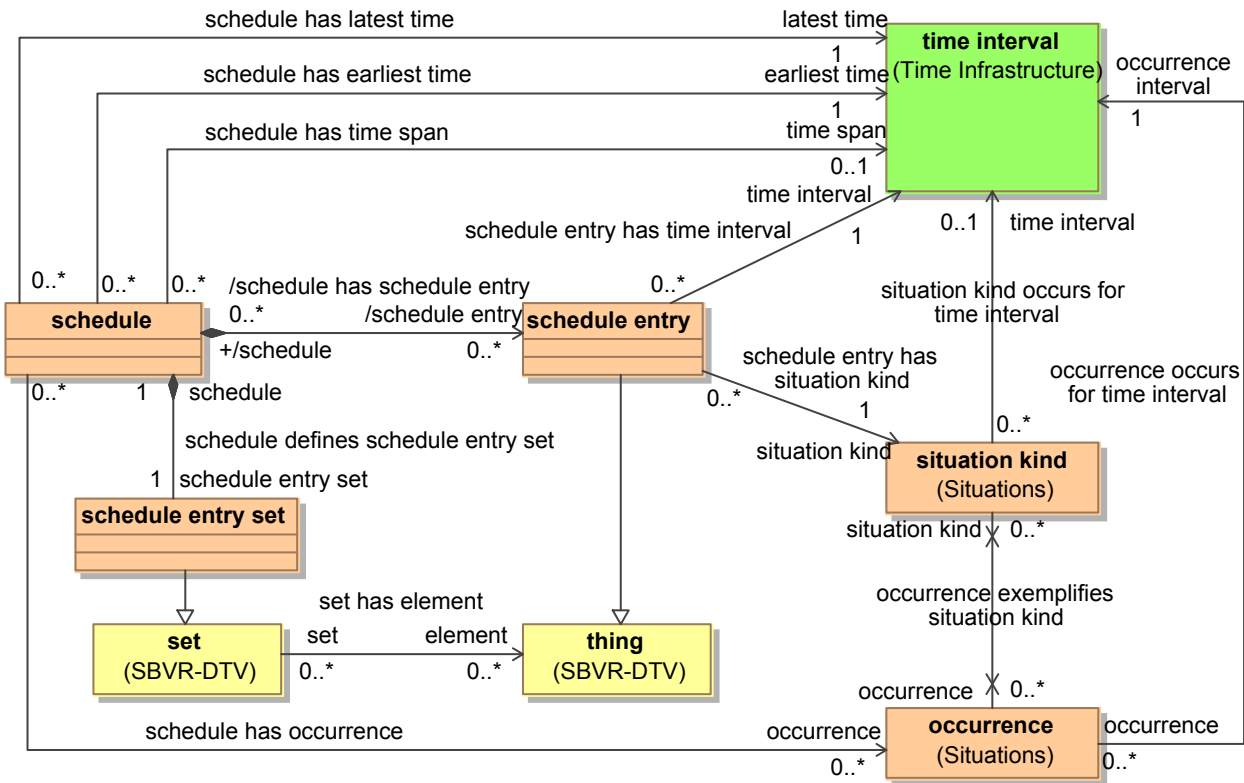 schedule has latest time
latest time
1
time interval
(Time Infrastructure)
occurrence
interval
1
schedule has earliest time
earliest time
1
schedule has time span
time span
0..1
time interval
schedule entry has time interval
1
0..1
time interval
0..*
0..*
0..*
/schedule has schedule entry
0..*
/schedule entry
+/schedule
0..*
0..*
schedule
schedule entry
situation kind occurs for
time interval
schedule entry has
situation kind
0..*
1
situation kind
occurrence occurs
for time interval
0..*
1
schedule
schedule defines schedule entry set
1
schedule entry set
schedule entry set
0..*
situation kind
(Situations)
situation kind
0..*
occurrence exemplifies
situation kind
set has element
set
0..*
element
0..*
set
(SBVR-DTV)
thing
(SBVR-DTV)
occurrence
0..*
schedule has occurrence
occurrence
0..*
occurrence
(Situations)
occurrence
0..*